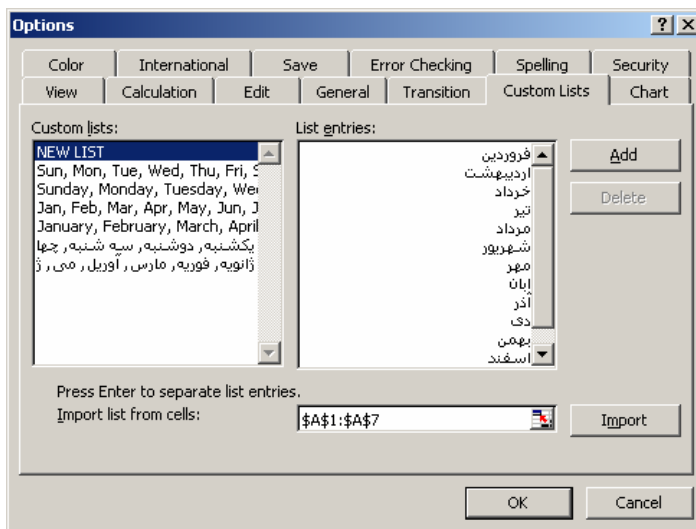 Options
Color International Save Error Checking Spelling Security
View Calculation Edit General Transition Custom Lists Chart
Custom lists:
NEW LIST
Sun, Mon, Tue, Wed, Thu, Fri, S
Sunday, Monday, Tuesday, We
Jan, Feb, Mar, Apr, May, Jun, J
January, February, March, April
یکشنبه, دوشنبه, سه شنبه, چها
ژانویه, فوریه, مارس, آوریل, می, ژ
List entries:
فروردین
اردیبهشت
خرداد
تیر
مرداد
شهریور
مهر
ابان
آذر
دی
بهمن
اسفند
Add
Delete
Press Enter to separate list entries.
Import list from cells:
$A$1:$A$7
Import
OK
Cancel